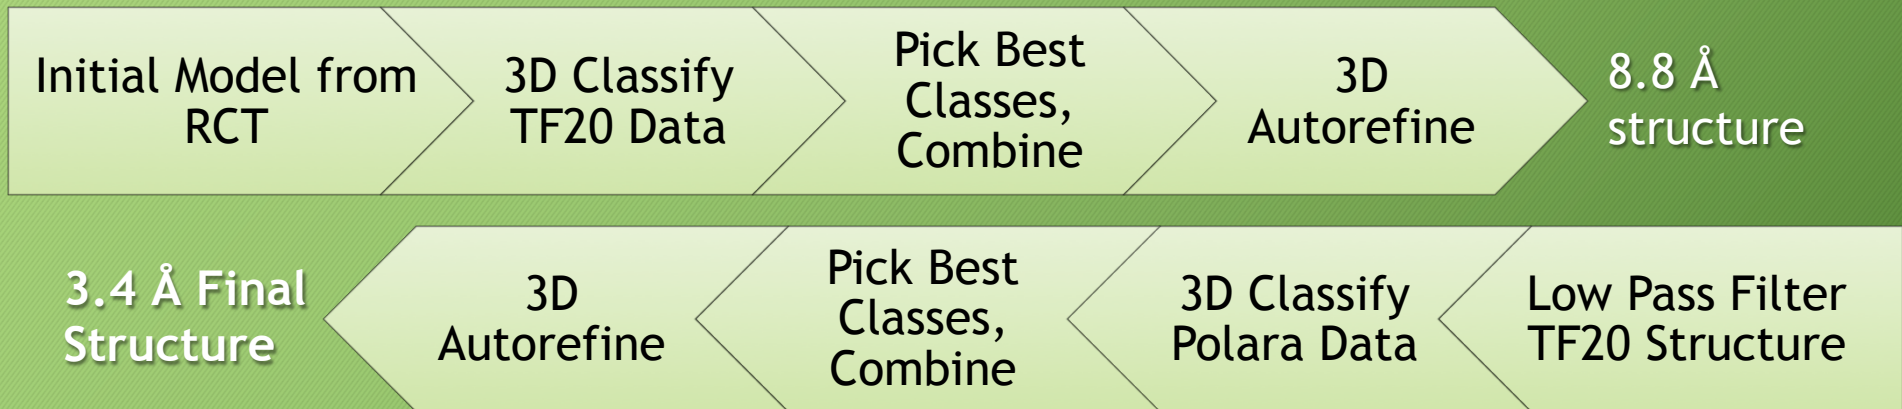 Initial Model from
RCT
3D Classify
TF20 Data
Pick Best
Classes,
Combine
3D
Autorefine
8.8 Å
structure
Low Pass Filter
TF20 Structure
3D Classify
Polara Data
Pick Best
Classes,
Combine
3D
Autorefine
3.4 Å Final
Structure